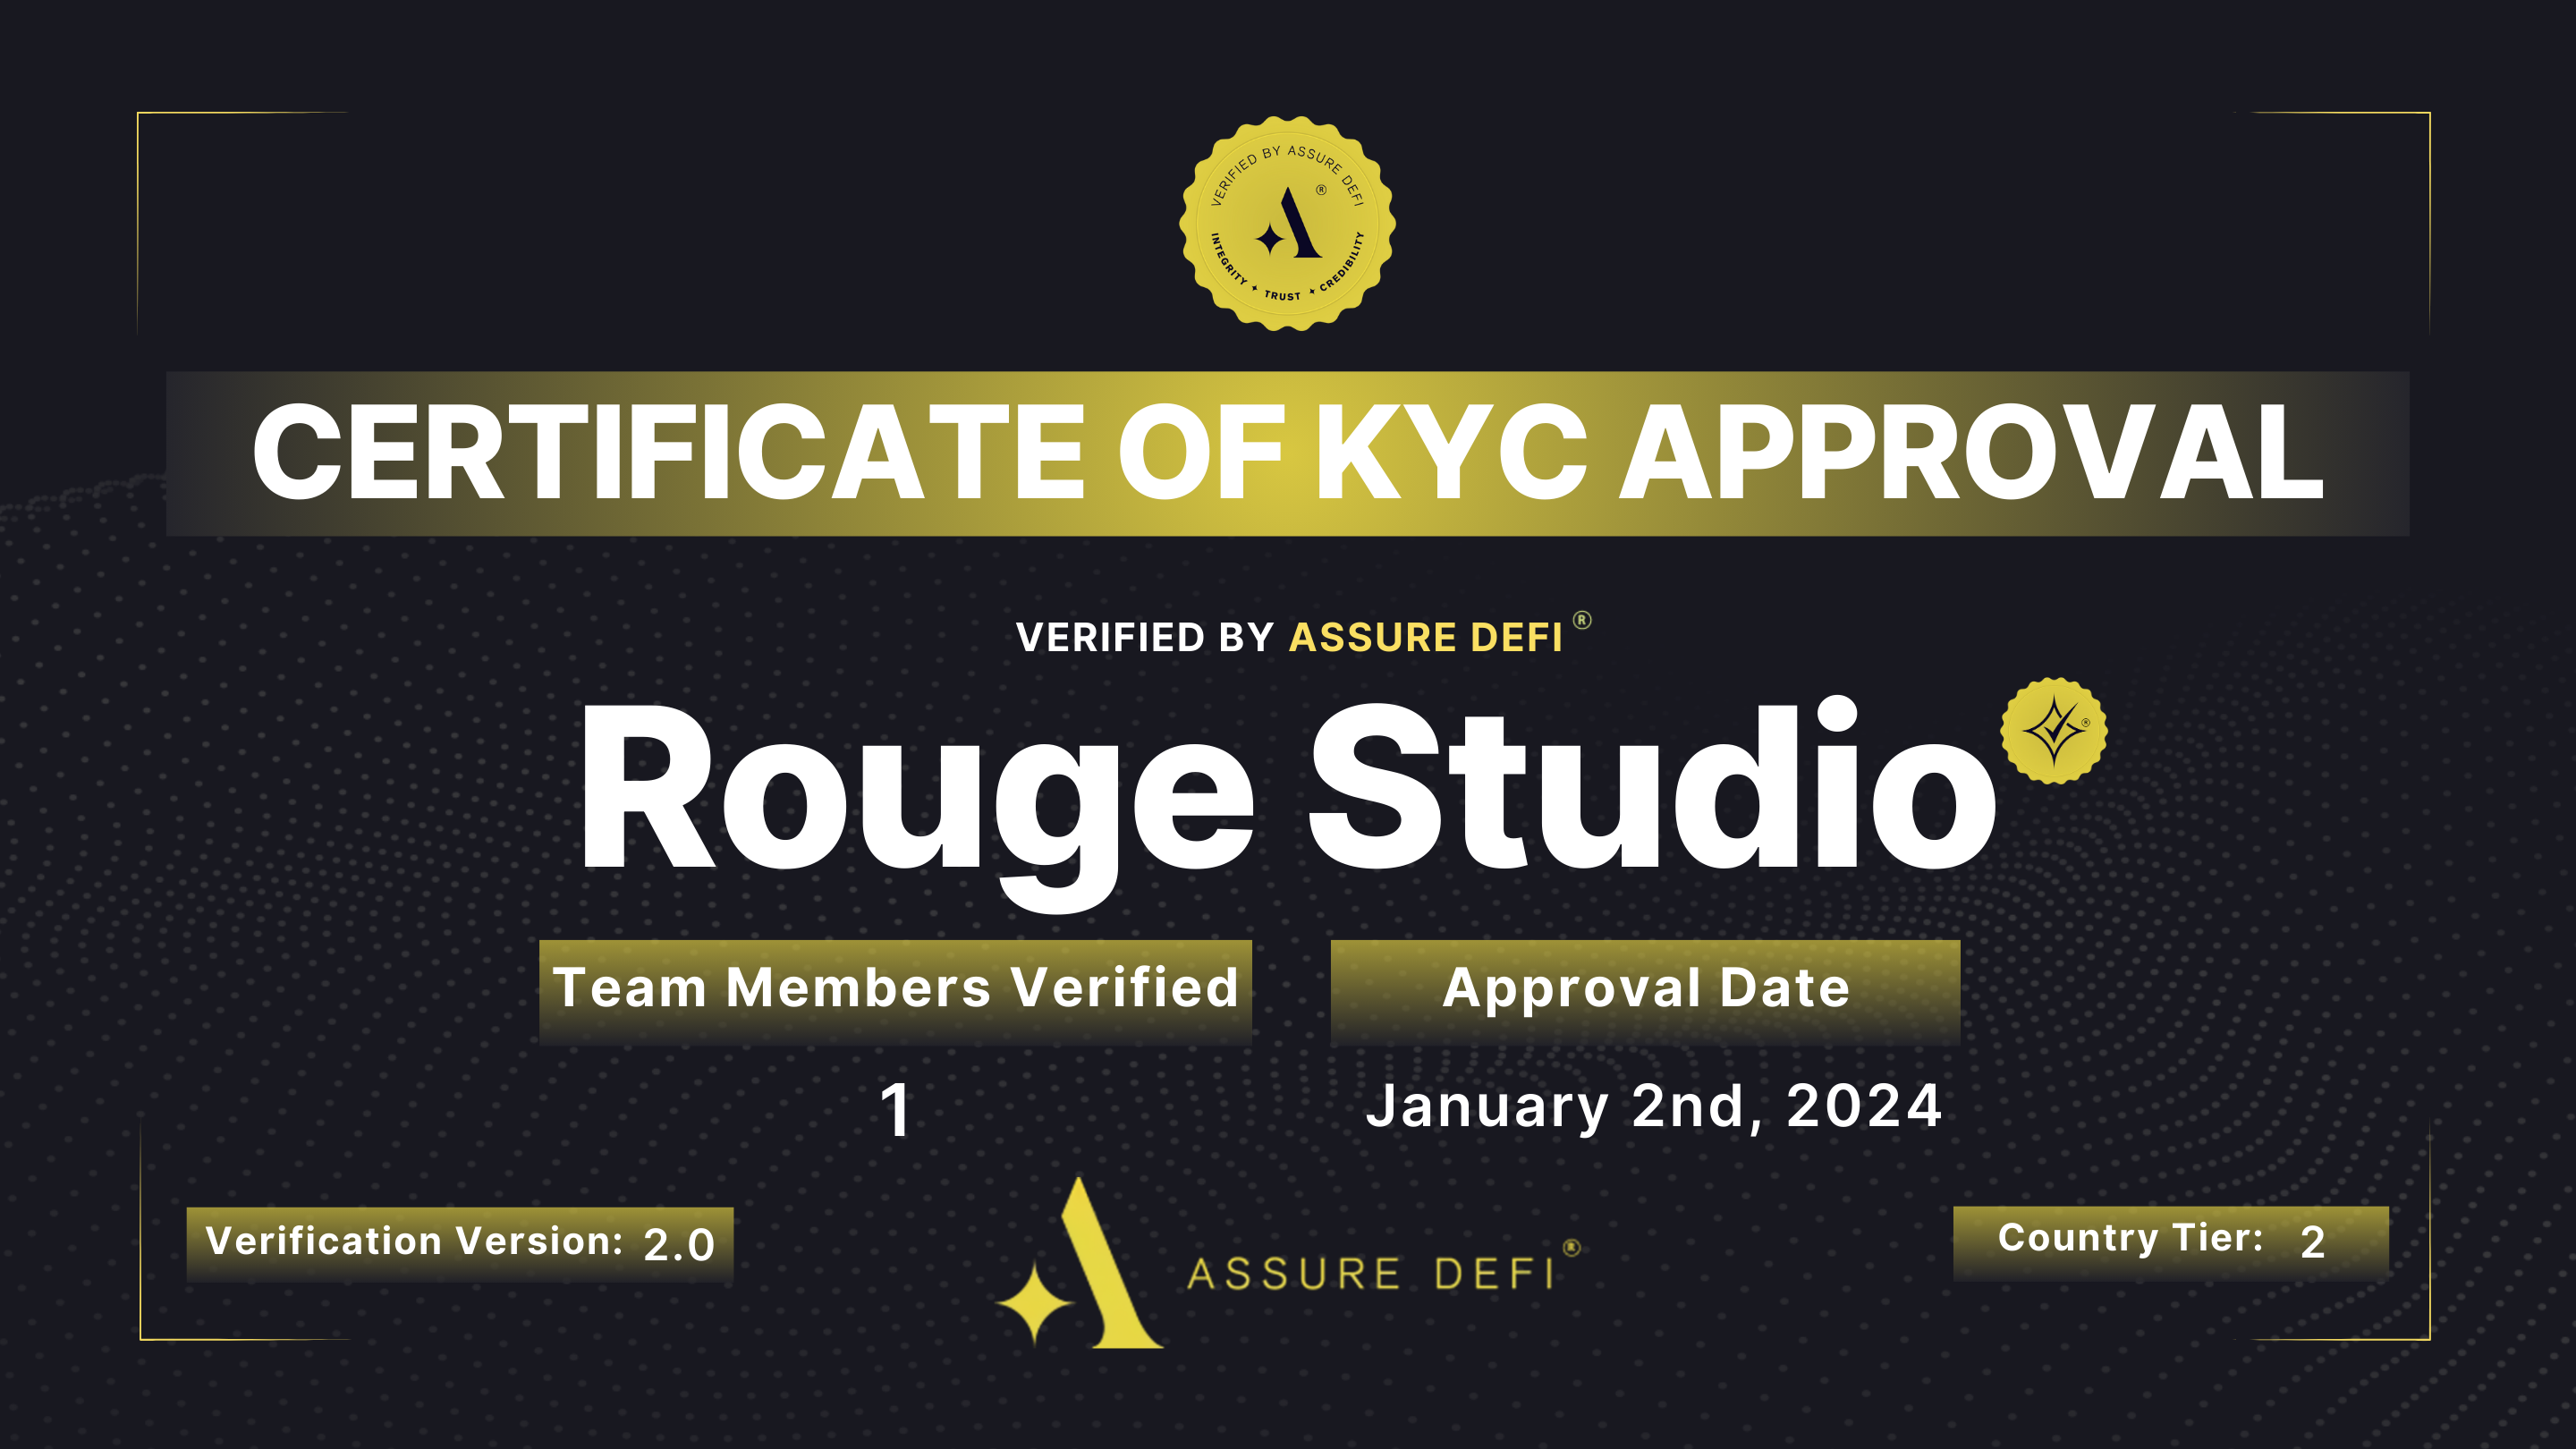 VERIFIED BY ASSURE DEFI
A ®
INTEGRITY ✦ TRUST ✦ CREDIBILITY
CERTIFICATE OF KYC APPROVAL
VERIFIED BY ASSURE DEFI ®
Rouge Studio
®
Team Members Verified
1
Approval Date
January 2nd, 2024
Verification Version: 2.0
ASSURE DEFI ®
Country Tier: 2